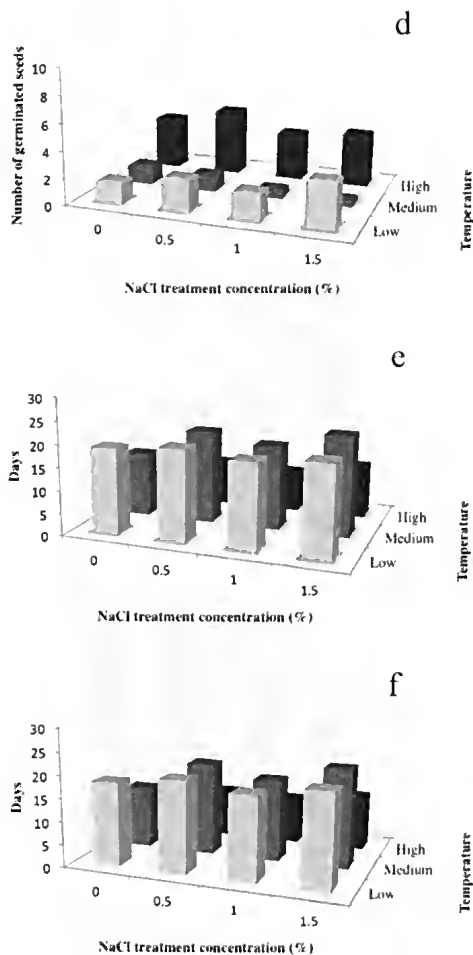 d
Number of germinated seeds
10
8
6
4
2
0
0
0.5
1
1.5
High
Medium
Low
Temperature
NaCl treatment concentration (%)
e
Days
30
25
20
15
10
5
0
0
0.5
1
1.5
High
Medium
Low
Temperature
NaCl treatment concentration (%)
f
Days
30
25
20
15
10
5
0
0
0.5
1
1.5
High
Medium
Low
Temperature
NaCl treatment concentration (%)